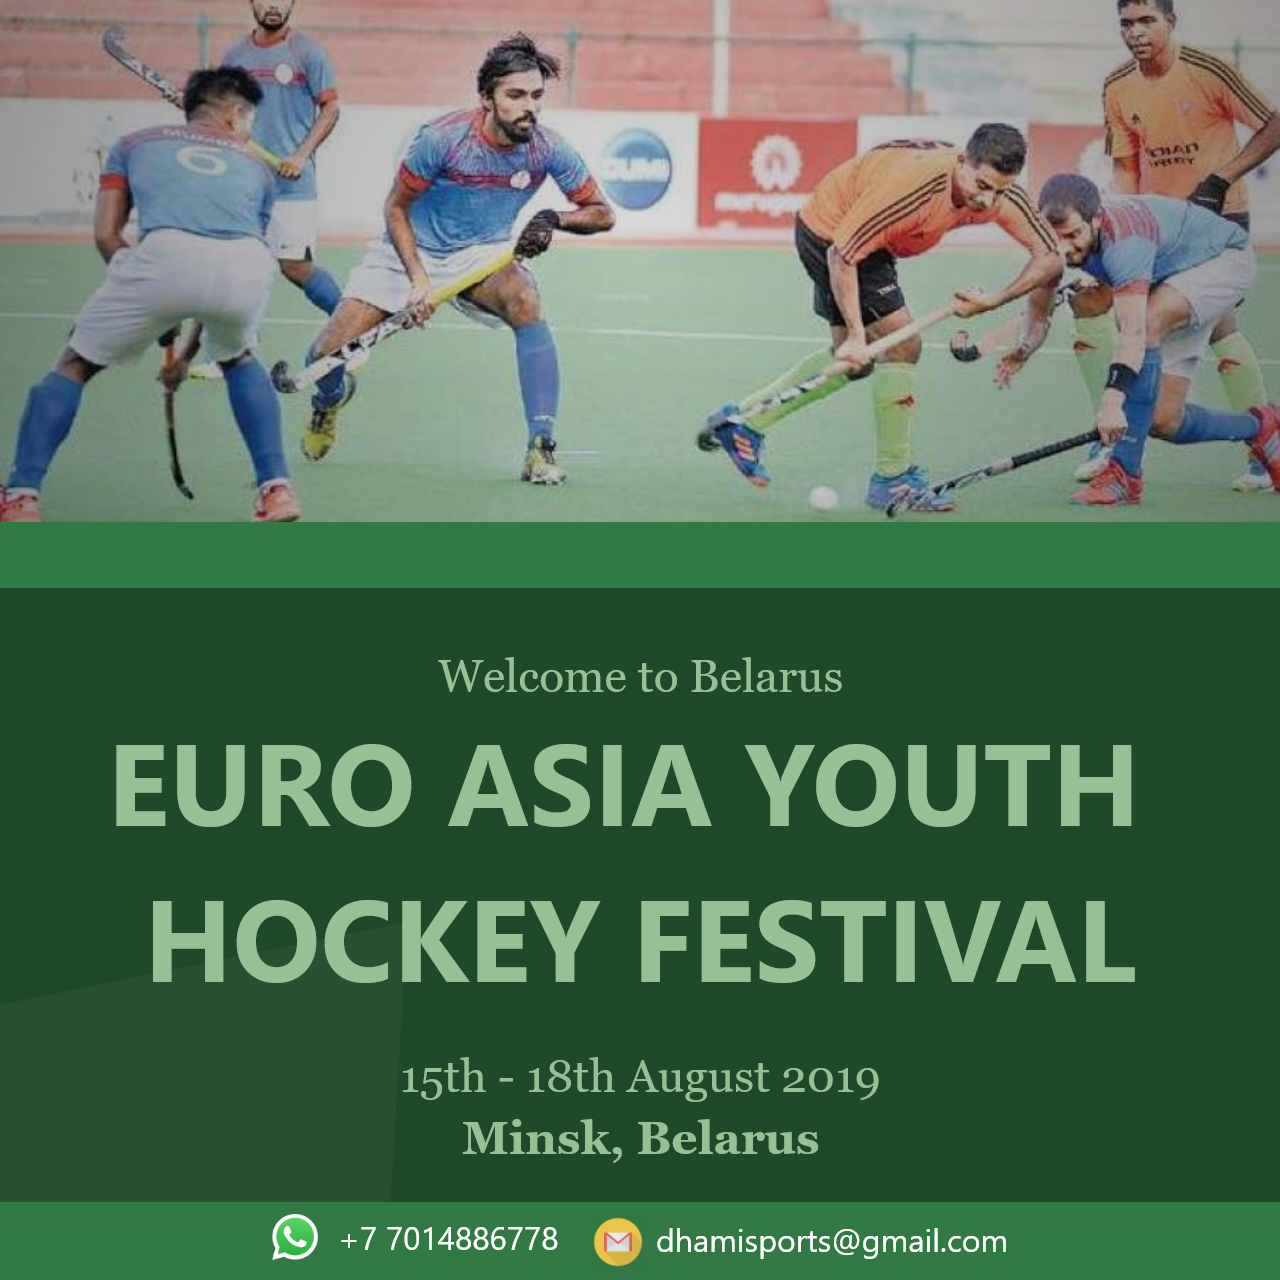 6
Welcome to Belarus
EURO ASIA YOUTH
HOCKEY FESTIVAL
15th - 18th August 2019
Minsk, Belarus
+7 7014886778
dhamisports@gmail.com